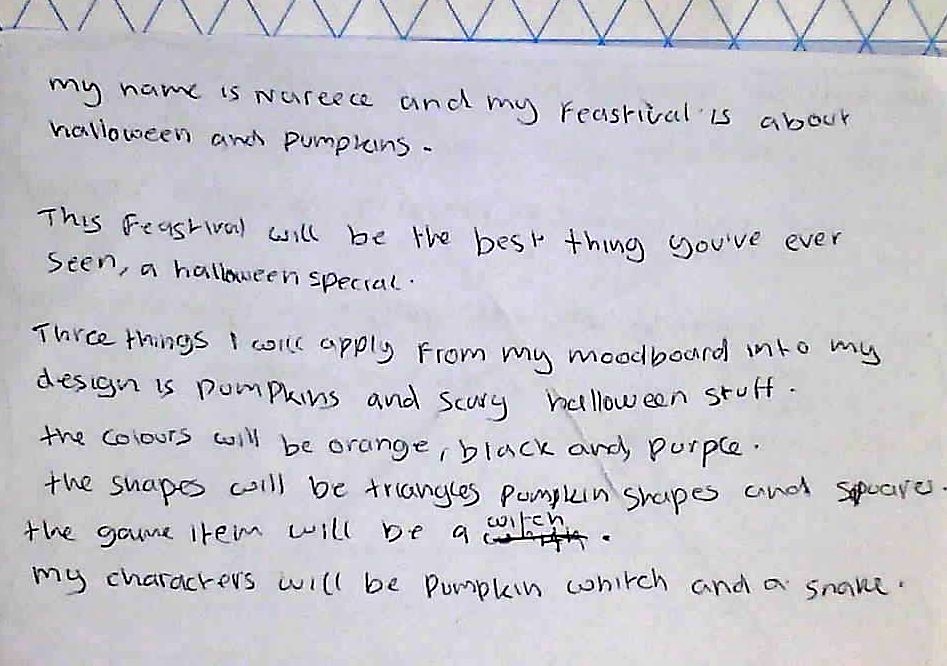 my name is Nareece and my Feastival is about
halloween and pumpkins.
This Feastival will be the best thing you've ever
seen, a halloween special.
Three things I will apply from my moodboard into my
design is pumpkins and scary halloween stuff.
the colours will be orange, black and purple.
the shapes will be triangles pumpkin shapes and squares.
the game item will be a witch.
my characters will be pumpkin whitch and a snake.